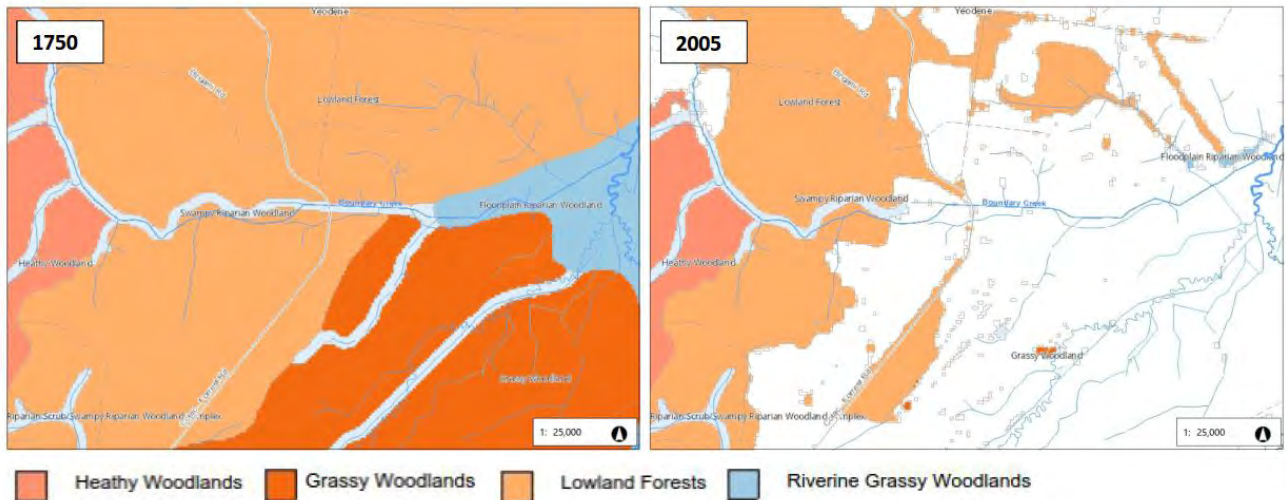 1750
Yeodene
Lowland Forest
Boundary Creek
Swampy Riparian Woodland
Floodplain Riparian Woodland
Heathy Woodland
Grassy Woodland
Riparian Scrub/Swampy Riparian Woodland Complex
1: 25,000
2005
Yeodene
Lowland Forest
Floodplain Riparian Woodland
Swampy Riparian Woodland
Boundary Creek
Heathy Woodland
Grassy Woodland
Riparian Scrub/Swampy Riparian Woodland
1: 25,000
Heathy Woodlands
Grassy Woodlands
Lowland Forests
Riverine Grassy Woodlands